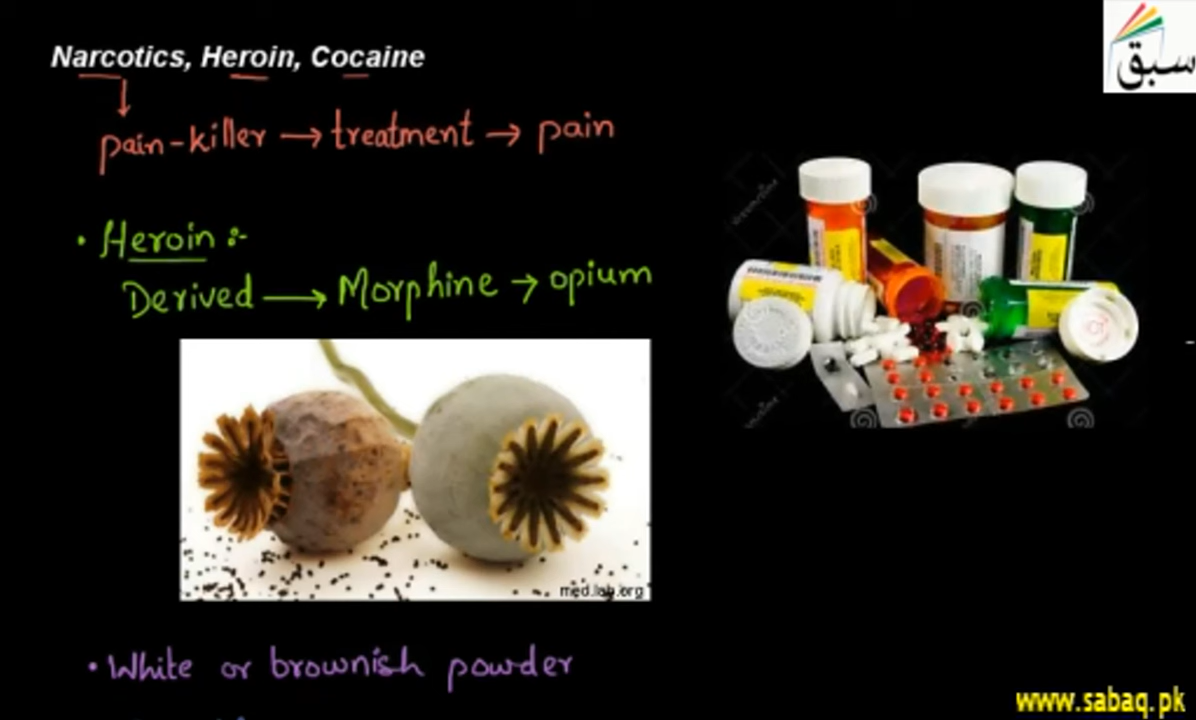 Narcotics, Heroin, Cocaine
سبق
pain-killer → treatment → pain
• Heroin :-
Derived → Morphine → opium
med.lab.org
• White or brownish powder
www.sabaq.pk